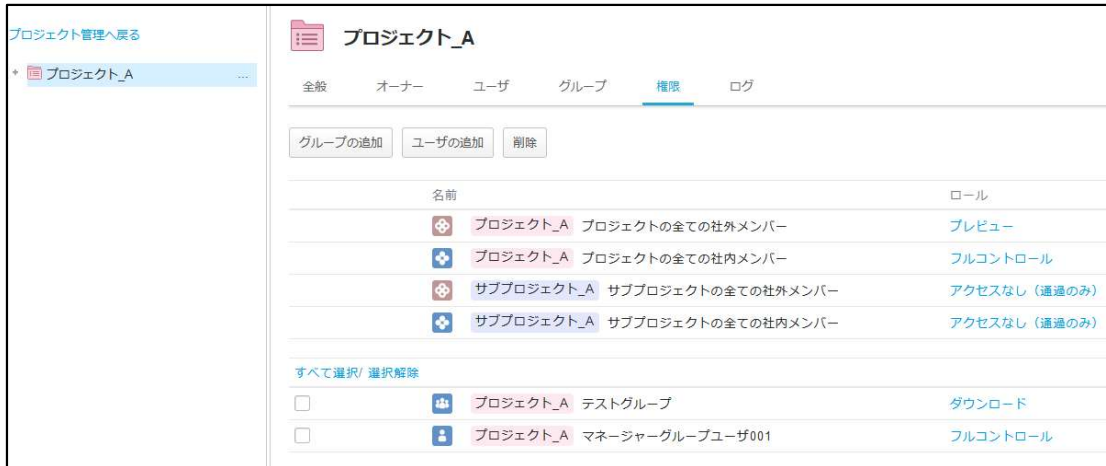 プロジェクト管理へ戻る
プロジェクト_A ...
プロジェクト_A
全般 オーナー ユーザ グループ 権限 ログ
グループの追加 ユーザの追加 削除
名前 ロール
プロジェクト_A プロジェクトの全ての社外メンバー プレビュー
プロジェクト_A プロジェクトの全ての社内メンバー フルコントロール
サブプロジェクト_A サブプロジェクトの全ての社外メンバー アクセスなし（通過のみ）
サブプロジェクト_A サブプロジェクトの全ての社内メンバー アクセスなし（通過のみ）
すべて選択/ 選択解除
プロジェクト_A テストグループ ダウンロード
プロジェクト_A マネージャーグループユーザ001 フルコントロール